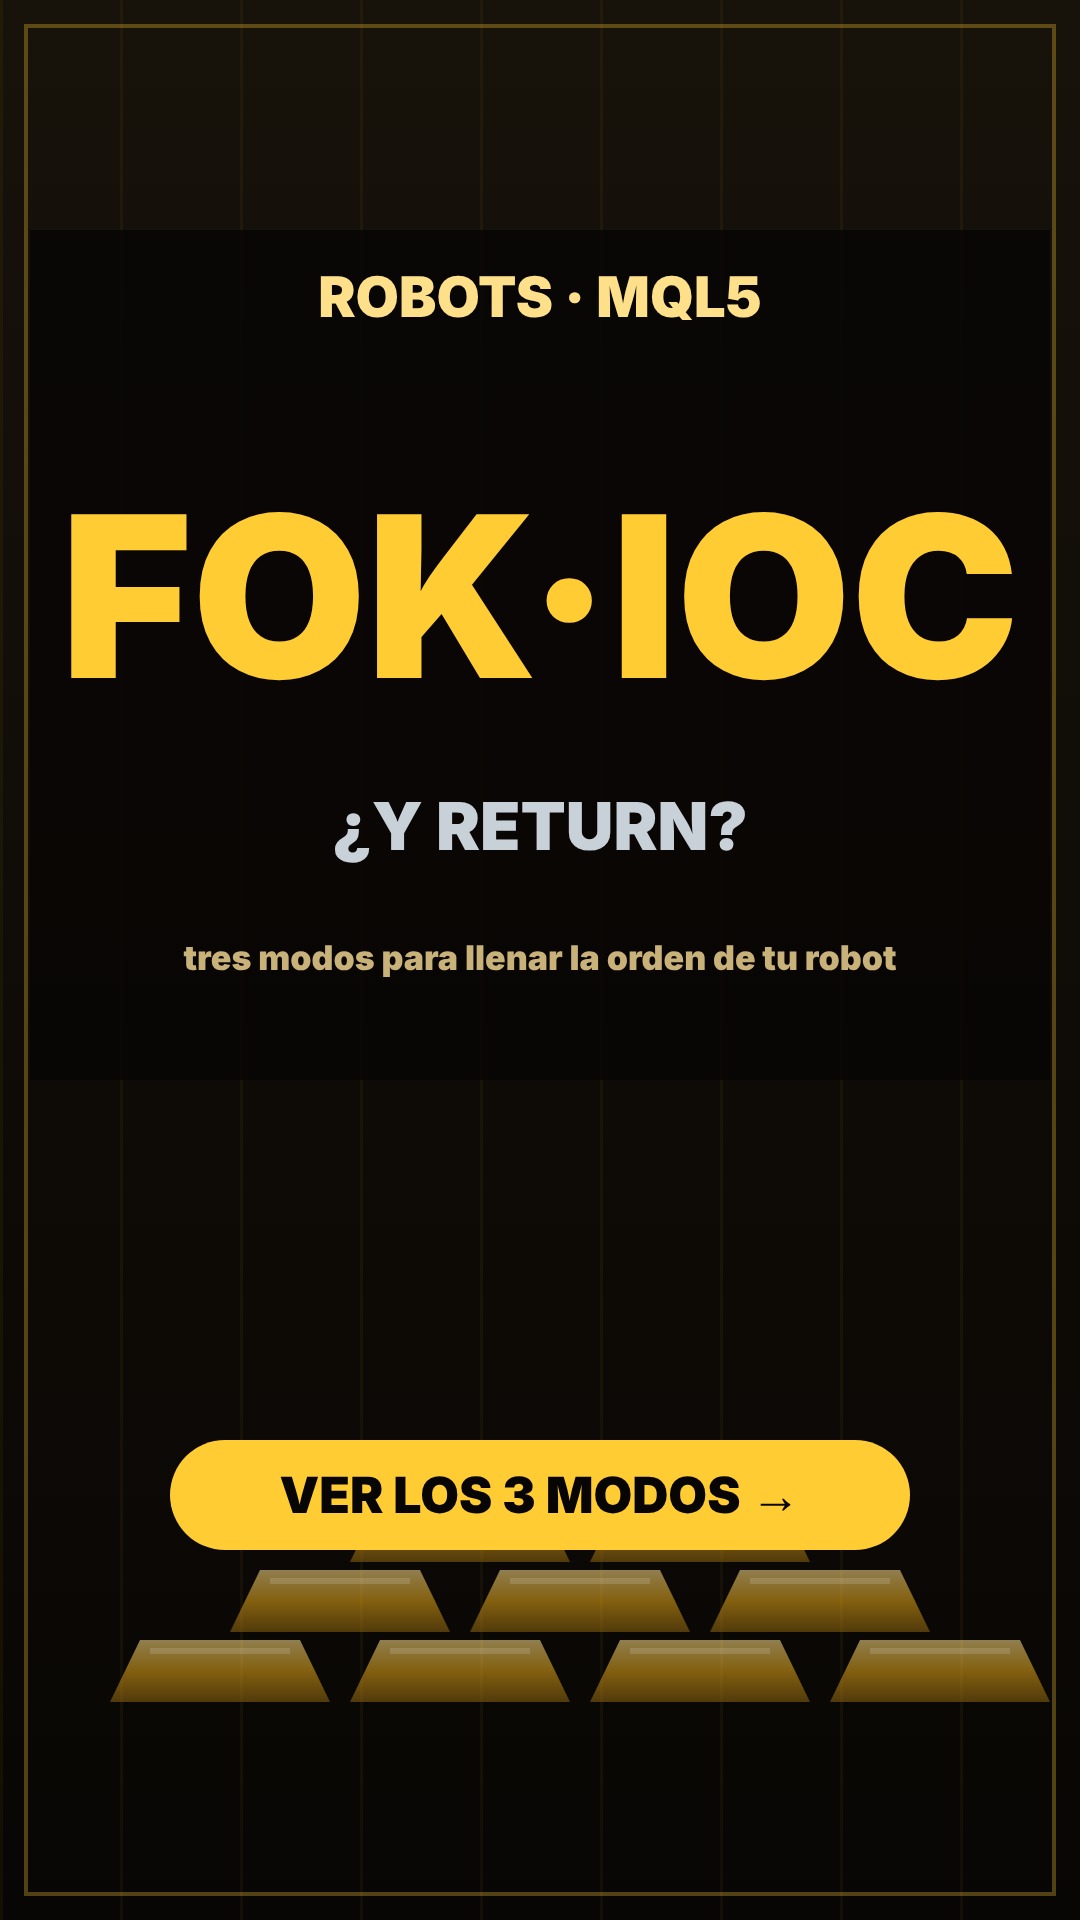 ROBOTS · MQL5
FOK·IOC
¿Y RETURN?
tres modos para llenar la orden de tu robot
VER LOS 3 MODOS →